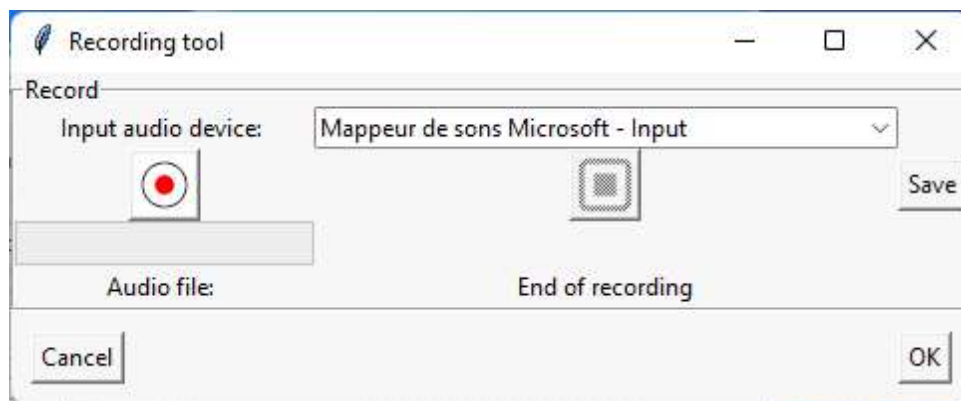 Recording tool
Record
Input audio device: Mappeur de sons Microsoft - Input
Save
Audio file: End of recording
Cancel OK